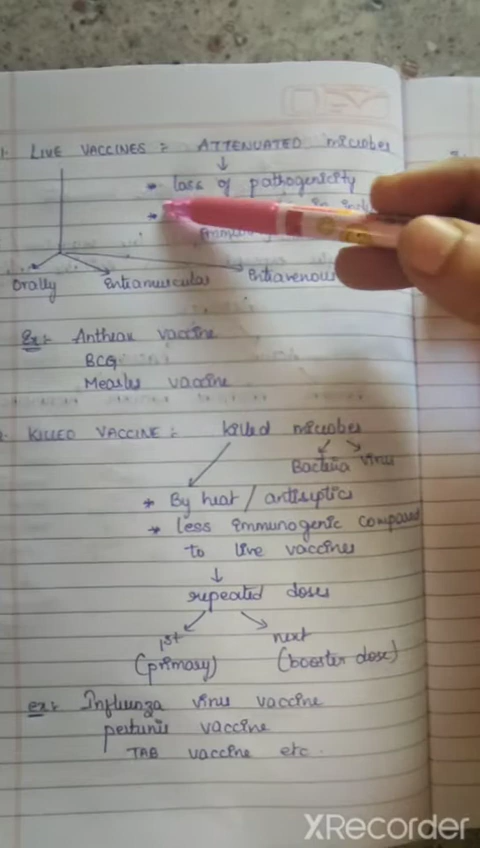 1. LIVE VACCINES : ATTENUATED microbes
* loss of pathogenicity
*
Orally Intramuscular Intravenous
Ex:- Anthrax vaccine
BCG
Measles vaccine
2. KILLED VACCINE : killed microbes
Bacteria virus
* By heat / antiseptics
* less immunogenic compared
to live vaccines
repeated doses
1st next
(primary) (booster dose)
ex:- Influenza virus vaccine
pertusis vaccine
TAB vaccine etc.
XRecorder